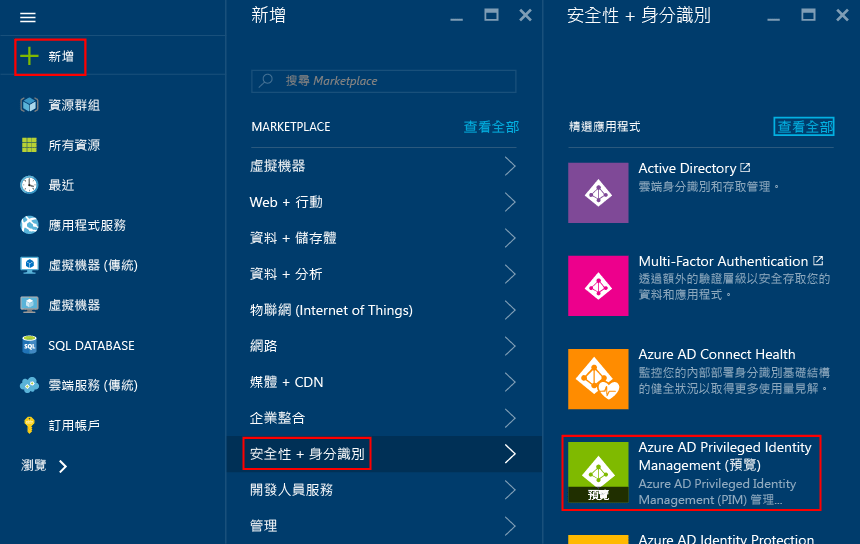 新增
資源群組
所有資源
最近
應用程式服務
虛擬機器 (傳統)
虛擬機器
SQL DATABASE
雲端服務 (傳統)
訂用帳戶
瀏覽
新增
搜尋 Marketplace
MARKETPLACE
查看全部
虛擬機器
Web + 行動
資料 + 儲存體
資料 + 分析
物聯網 (Internet of Things)
網路
媒體 + CDN
企業整合
安全性 + 身分識別
開發人員服務
管理
安全性 + 身分識別
精選應用程式
查看全部
Active Directory
雲端身分識別和存取管理。
Multi-Factor Authentication
透過額外的驗證層級以安全存取您的
資料和應用程式。
Azure AD Connect Health
監控您的內部部署身分識別基礎結構
的健全狀況以取得更多使用量見解。
預覽
Azure AD Privileged Identity
Management (預覽)
Azure AD Privileged Identity
Management (PIM) 管理...
Azure AD Identity Protection
SQL